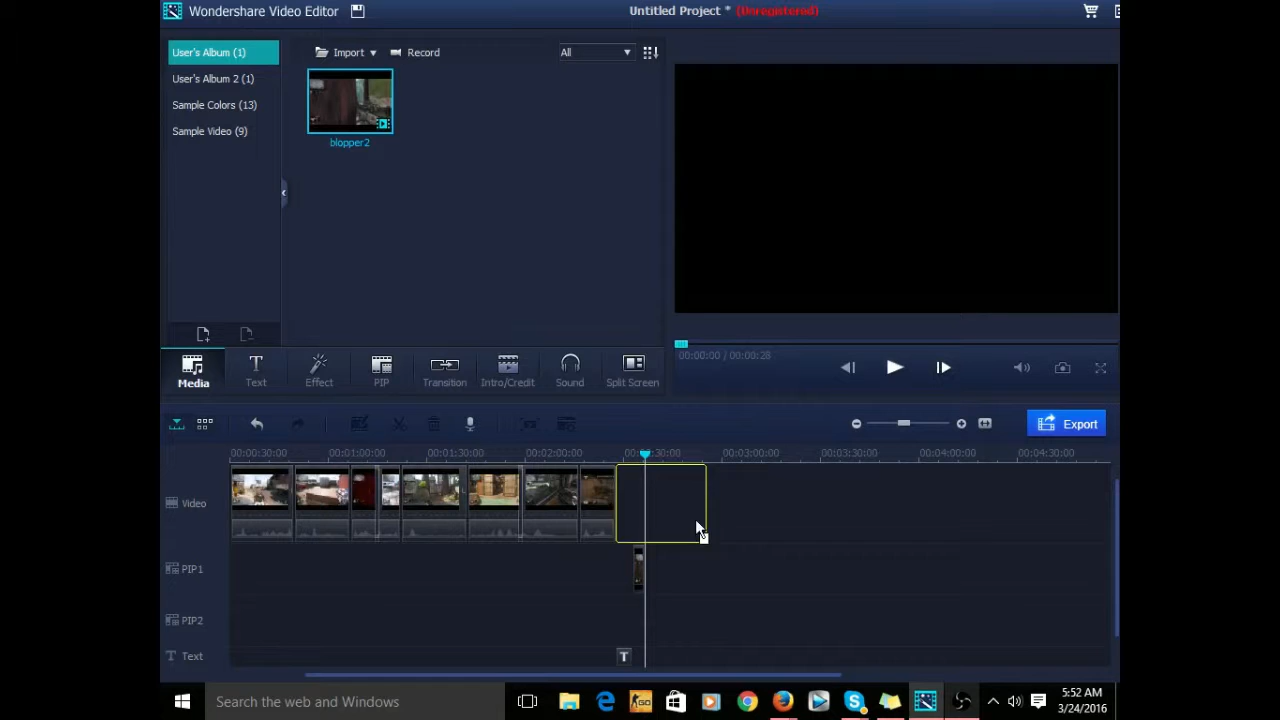 Wondershare Video Editor
Untitled Project * (Unregistered)
User's Album (1)
Import
Record
All
User's Album 2 (1)
Sample Colors (13)
Sample Video (9)
blopper2
00:00:00 / 00:00:28
Media
Text
Effect
PIP
Transition
Intro/Credit
Sound
Split Screen
Export
00:00:30:00
00:01:00:00
00:01:30:00
00:02:00:00
00:02:30:00
00:03:00:00
00:03:30:00
00:04:00:00
00:04:30:00
Video
PIP1
PIP2
T Text
T
Search the web and Windows
GO
S
5:52 AM
3/24/2016